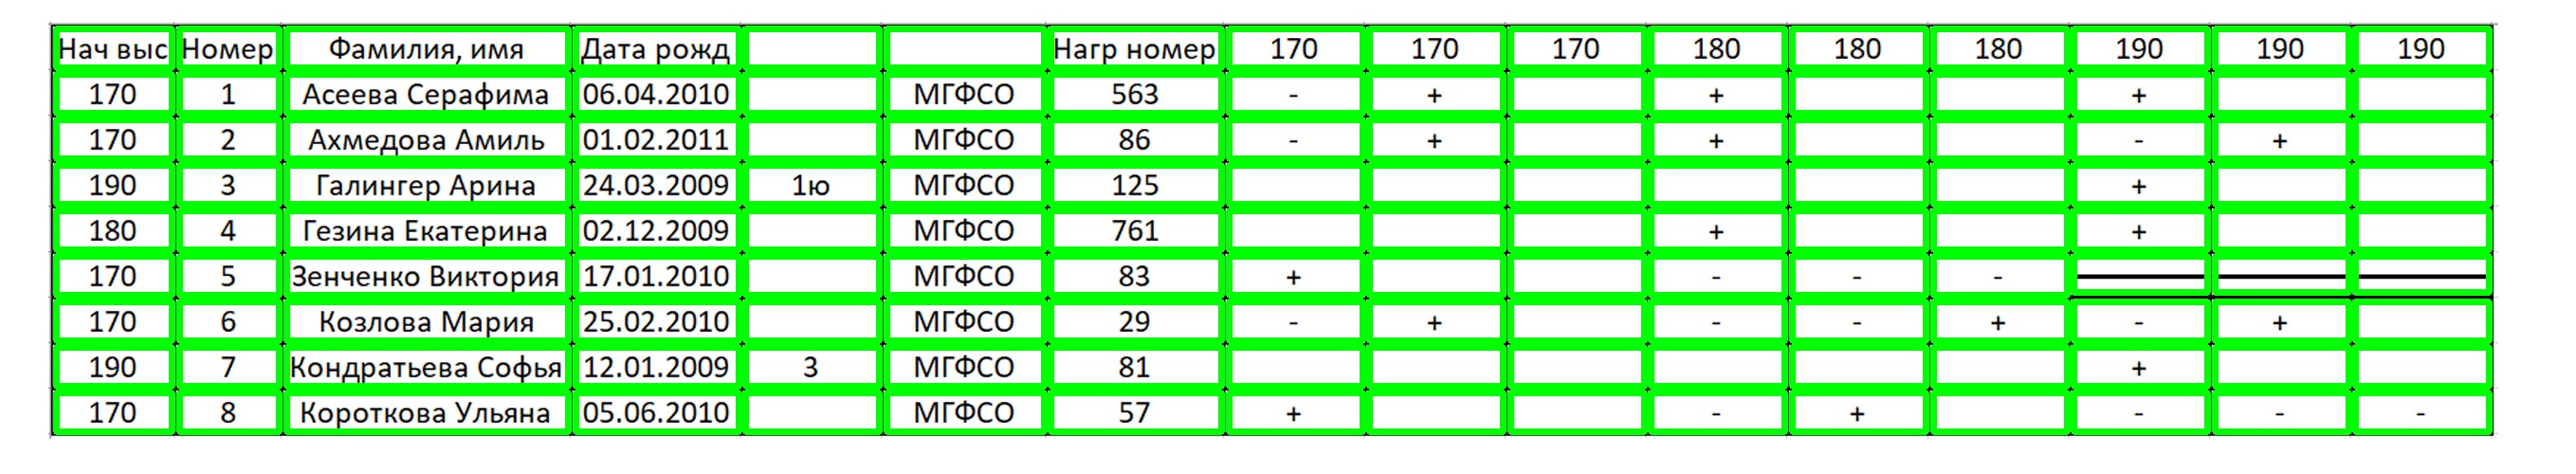 Нач выс Номер Фамилия, имя Дата рожд Нагр номер 170 170 170 180 180 180 190 190 190
170 1 Асеева Серафима 06.04.2010 МГФСО 563 - + + +
170 2 Ахмедова Амиль 01.02.2011 МГФСО 86 - + + - +
190 3 Галингер Арина 24.03.2009 1ю МГФСО 125 +
180 4 Гезина Екатерина 02.12.2009 МГФСО 761 + +
170 5 Зенченко Виктория 17.01.2010 МГФСО 83 + - - -
170 6 Козлова Мария 25.02.2010 МГФСО 29 - + - - + - +
190 7 Кондратьева Софья 12.01.2009 3 МГФСО 81 +
170 8 Короткова Ульяна 05.06.2010 МГФСО 57 + - + - - -